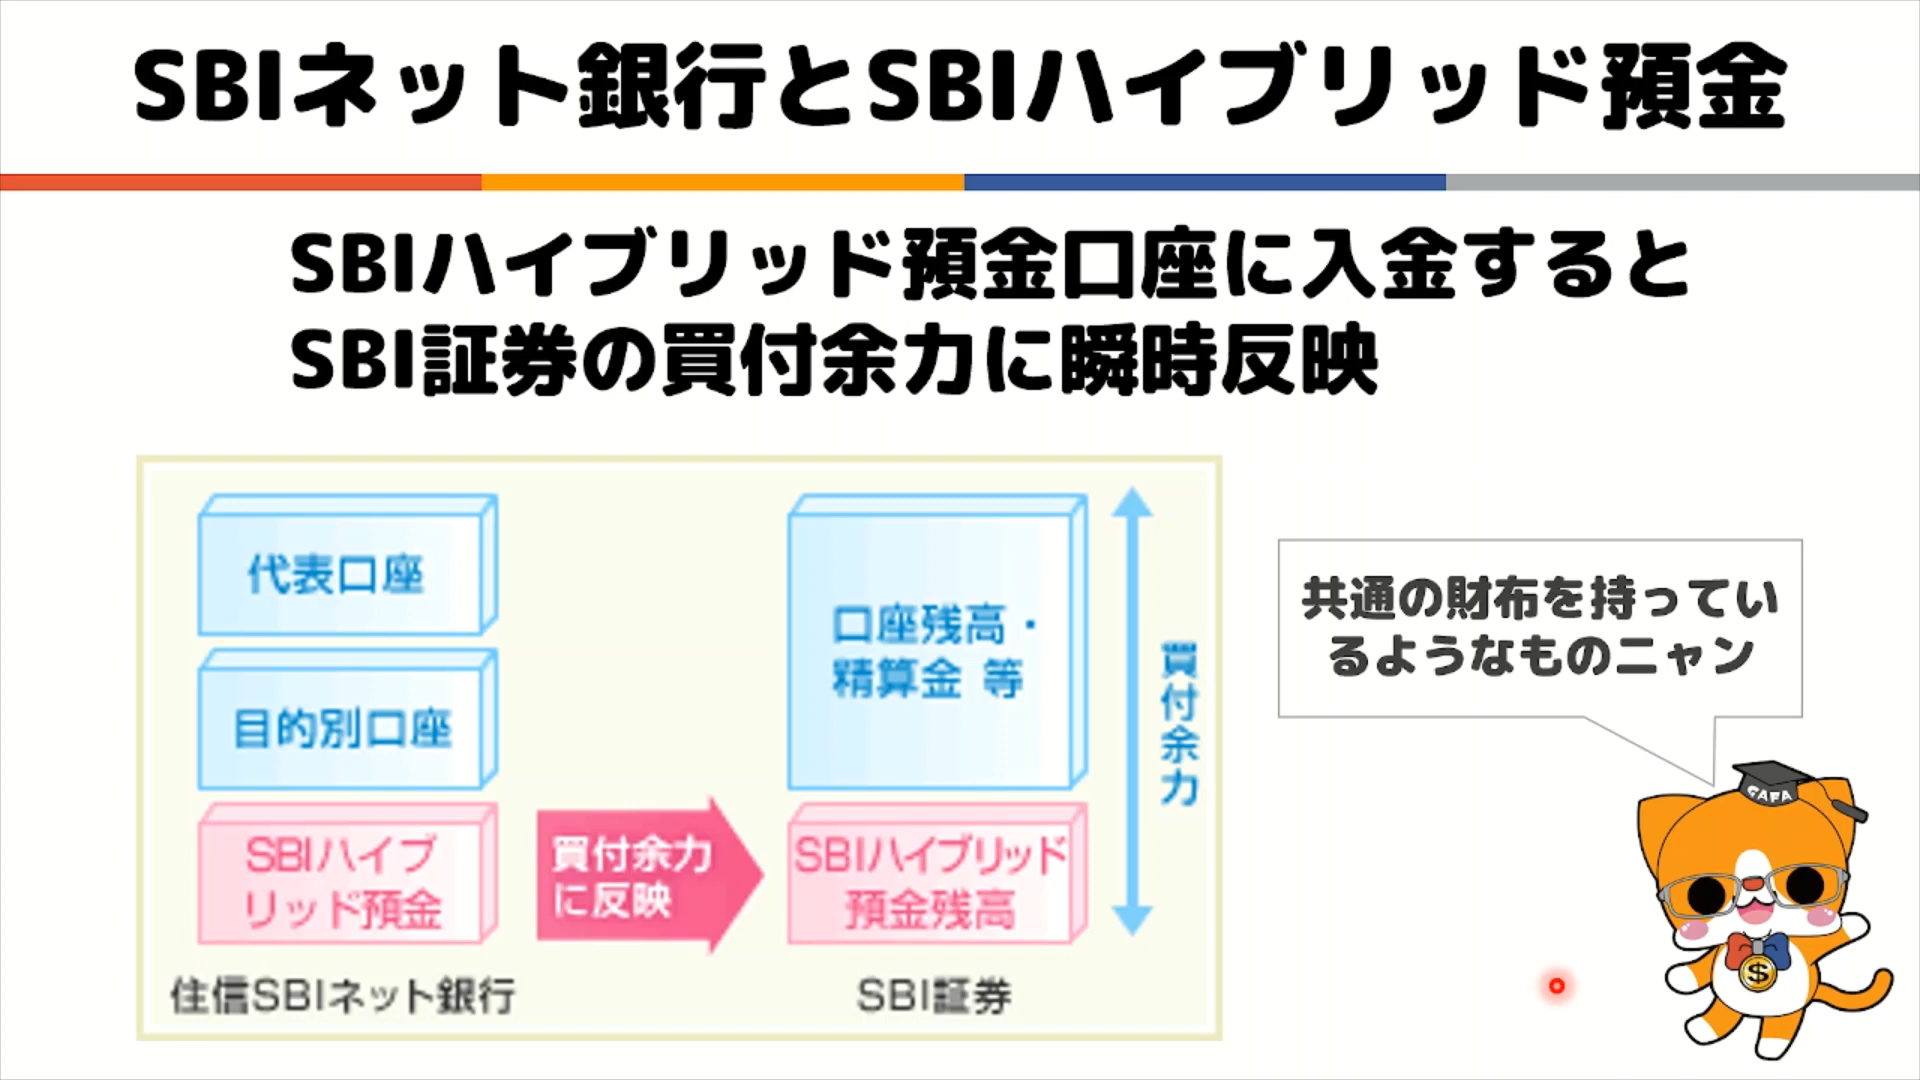 SBIネット銀行とSBIハイブリッド預金
SBIハイブリッド預金口座に入金すると
SBI証券の買付余力に瞬時反映
代表口座
目的別口座
SBIハイブ
リッド預金
住信SBIネット銀行
買付余力
に反映
口座残高・
精算金 等
SBIハイブリッド
預金残高
SBI証券
買付余力
共通の財布を持ってい
るようなものニャン
GAFA
$